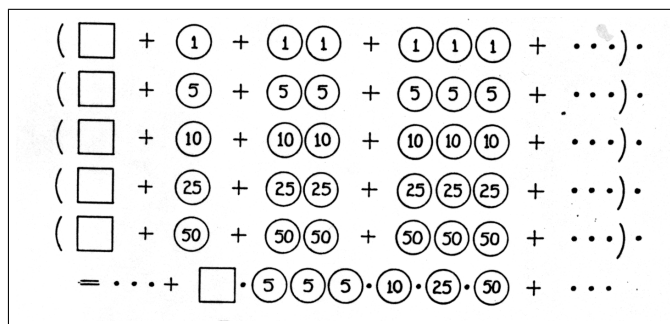 ( □ + ① + ① ① + ① ① ① + · · · ) ·
( □ + ⑤ + ⑤ ⑤ + ⑤ ⑤ ⑤ + · · · ) ·
( □ + ⑩ + ⑩ ⑩ + ⑩ ⑩ ⑩ + · · · ) ·
( □ + ㉕ + ㉕ ㉕ + ㉕ ㉕ ㉕ + · · · ) ·
( □ + ㊿ + ㊿ ㊿ + ㊿ ㊿ ㊿ + · · · ) ·
= · · · + □ · ⑤ ⑤ ⑤ · ⑩ · ㉕ · ㊿ + · · ·